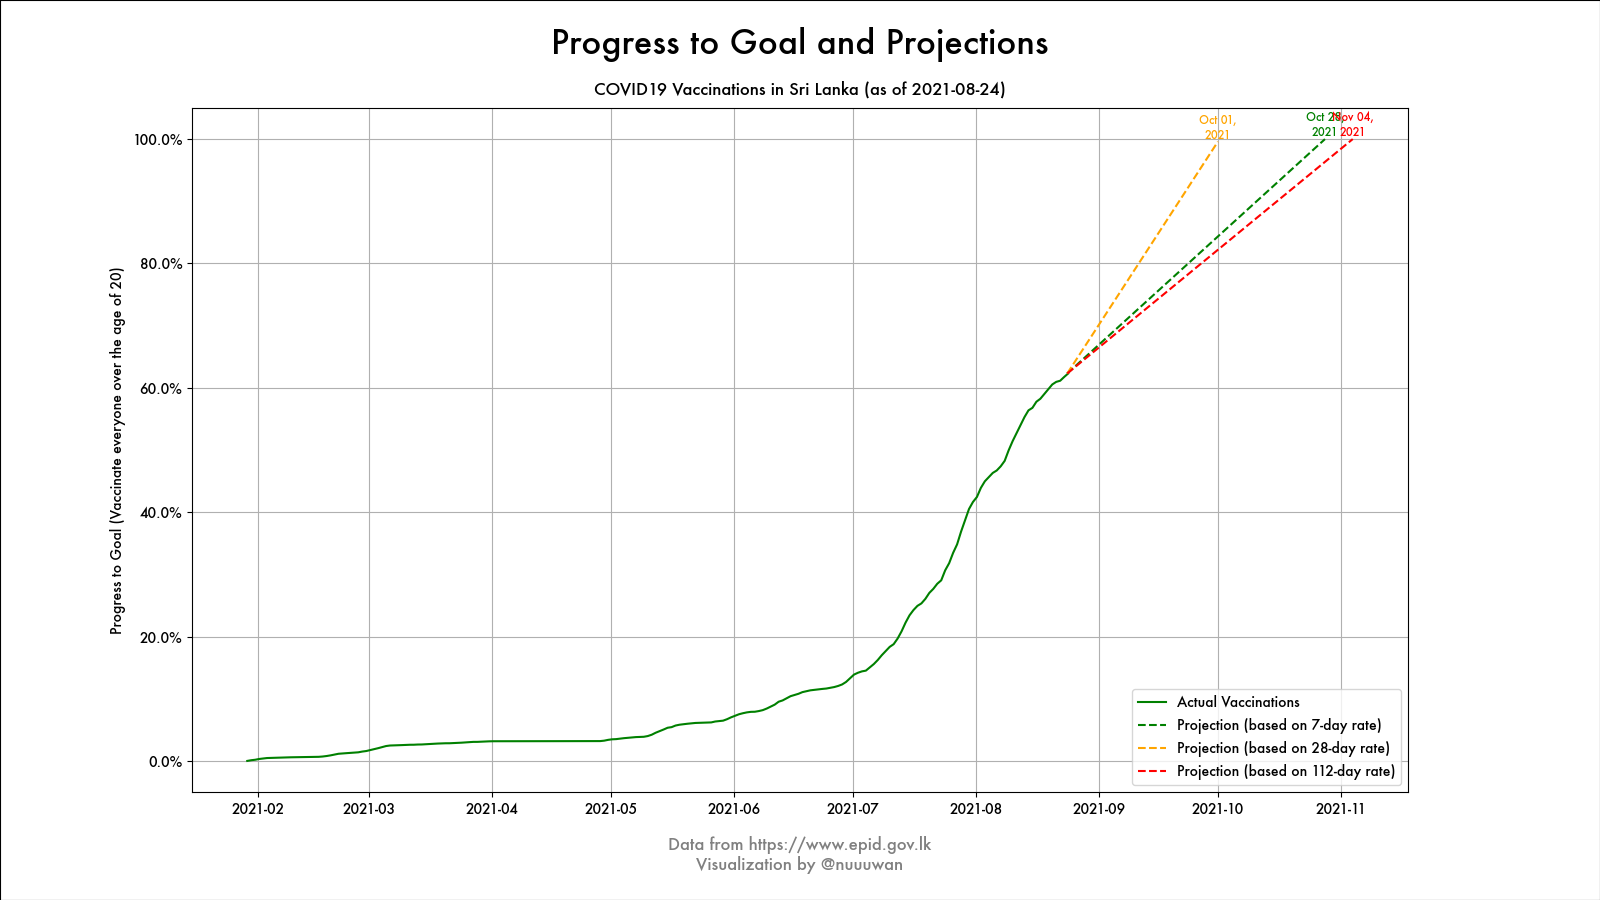 Progress to Goal and Projections
COVID19 Vaccinations in Sri Lanka (as of 2021-08-24)
Oct 01,
2021
Oct 28,
2021
Nov 04,
2021
100.0%
80.0%
60.0%
40.0%
20.0%
0.0%
Progress to Goal (Vaccinate everyone over the age of 20)
Actual Vaccinations
Projection (based on 7-day rate)
Projection (based on 28-day rate)
Projection (based on 112-day rate)
2021-02 2021-03 2021-04 2021-05 2021-06 2021-07 2021-08 2021-09 2021-10 2021-11
Data from https://www.epid.gov.lk
Visualization by @nuuuwan